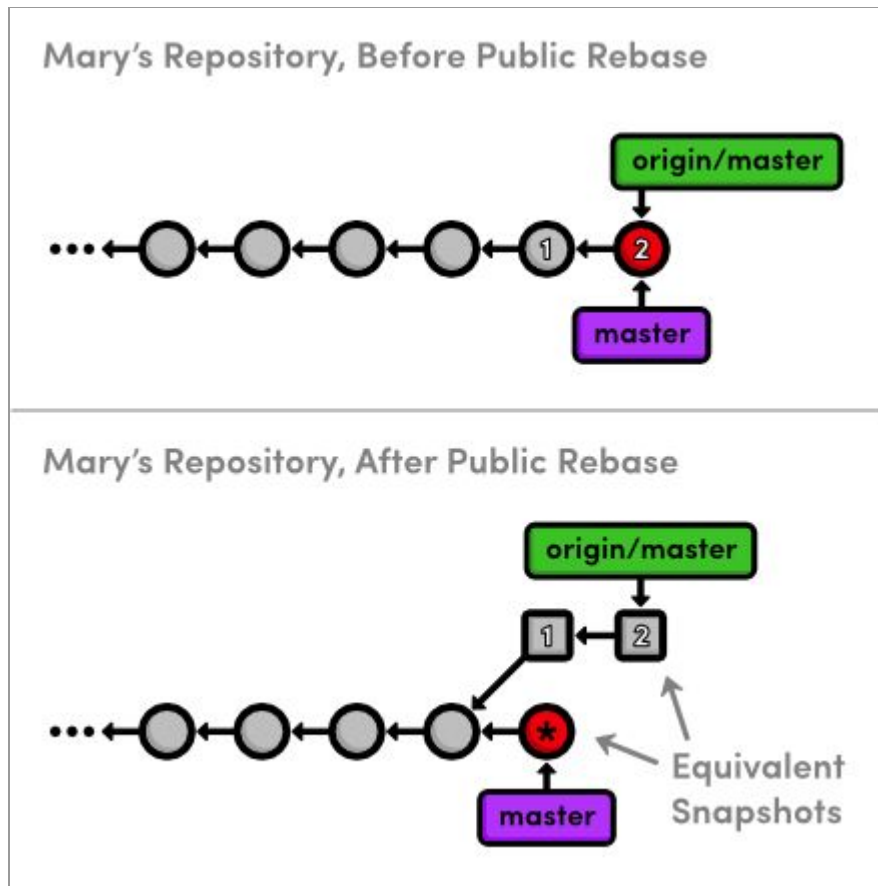 Mary's Repository, Before Public Rebase
origin/master
1
2
master
Mary's Repository, After Public Rebase
origin/master
1
2
*
Equivalent
Snapshots
master